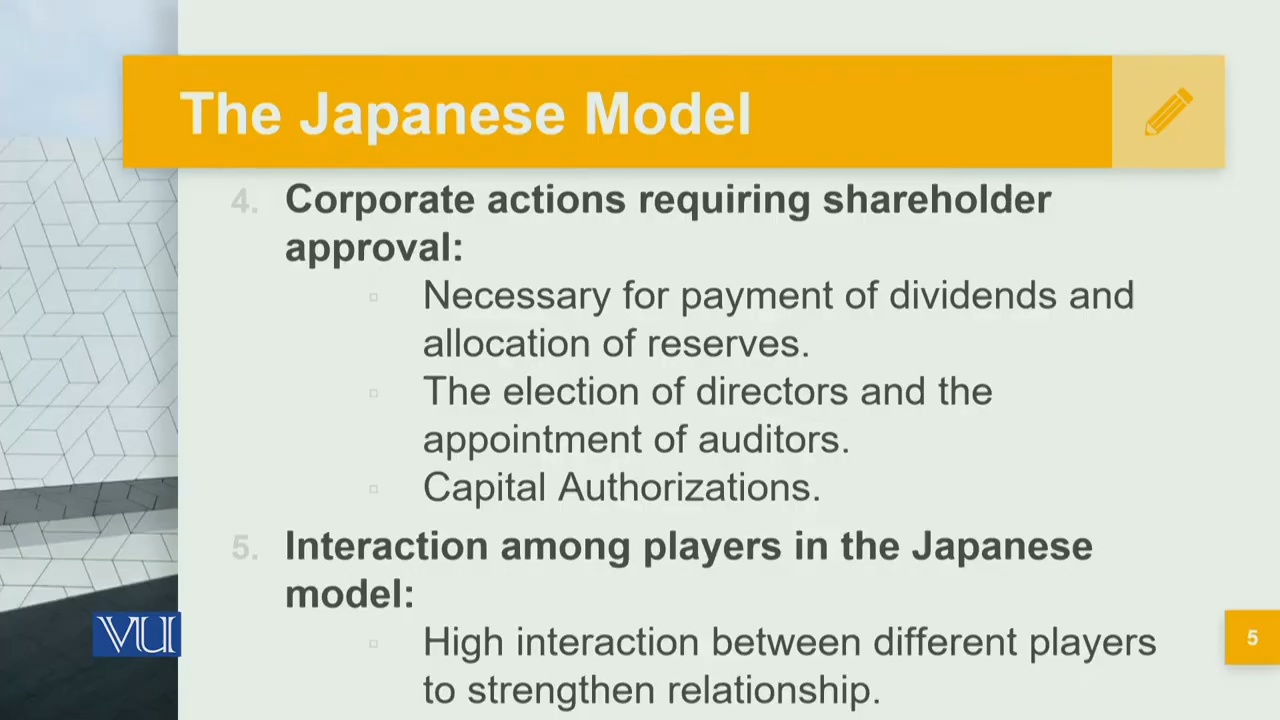 The Japanese Model
4. Corporate actions requiring shareholder
approval:
Necessary for payment of dividends and
allocation of reserves.
The election of directors and the
appointment of auditors.
Capital Authorizations.
5. Interaction among players in the Japanese
model:
High interaction between different players
to strengthen relationship.
VU
5